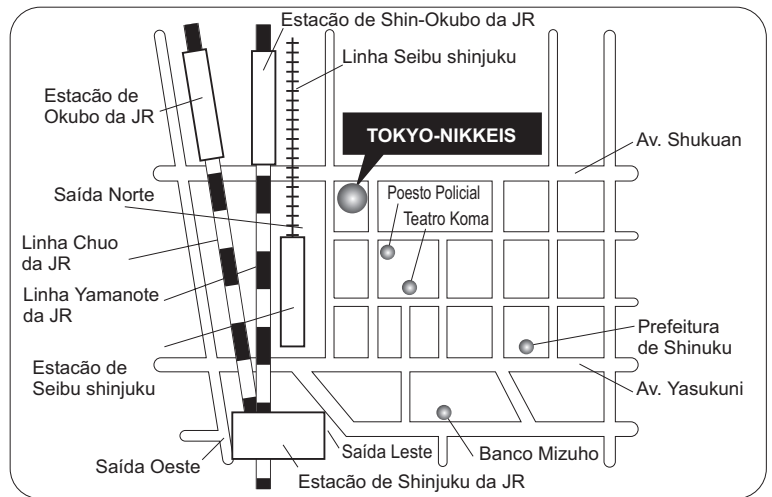 Estacão de Shin-Okubo da JR
Linha Seibu shinjuku
Estacão de
Okubo da JR
TOKYO-NIKKEIS
Av. Shukuan
Saída Norte
Poesto Policial
Teatro Koma
Linha Chuo
da JR
Linha Yamanote
da JR
Prefeitura
de Shinuku
Estacão de
Seibu shinjuku
Av. Yasukuni
Saída Leste
Banco Mizuho
Saída Oeste
Estacão de Shinjuku da JR